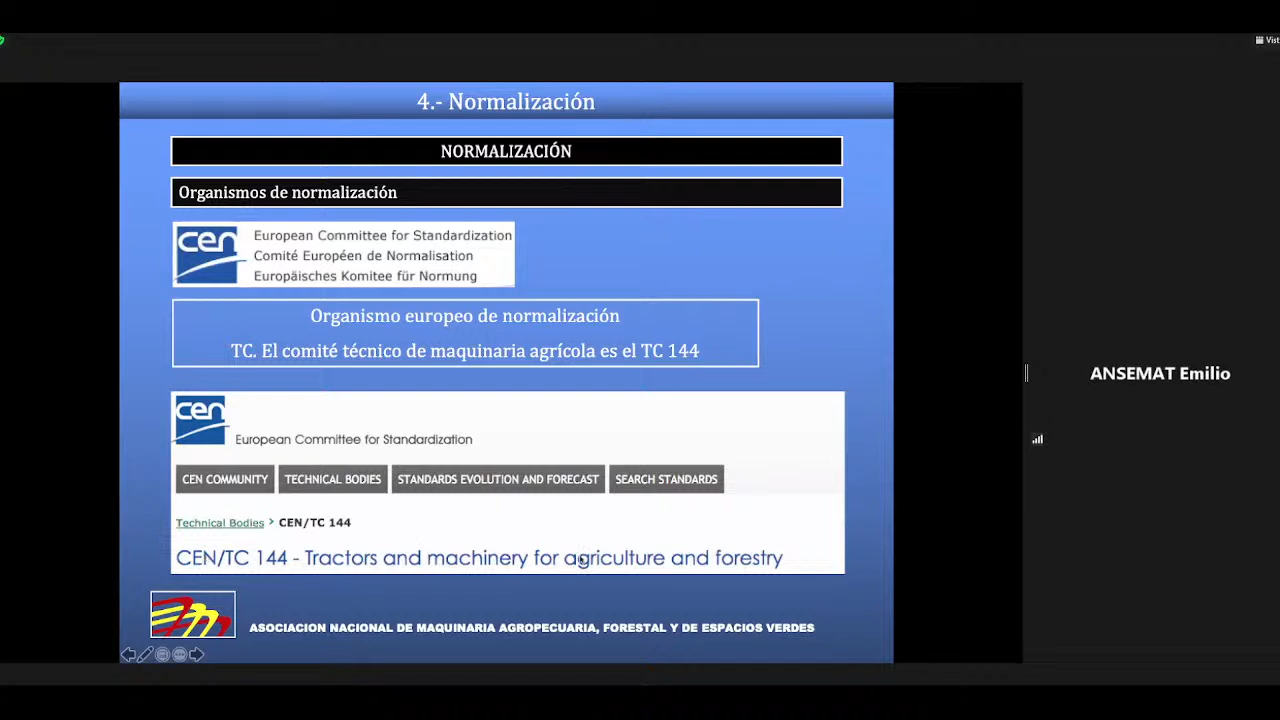 Vist
4.- Normalización
NORMALIZACIÓN
Organismos de normalización
cen
European Committee for Standardization
Comité Européen de Normalisation
Europäisches Komitee für Normung
Organismo europeo de normalización
TC. El comité técnico de maquinaria agrícola es el TC 144
ANSEMAT Emilio
cen
European Committee for Standardization
CEN COMMUNITY TECHNICAL BODIES STANDARDS EVOLUTION AND FORECAST SEARCH STANDARDS
Technical Bodies > CEN/TC 144
CEN/TC 144 - Tractors and machinery for agriculture and forestry
ASOCIACION NACIONAL DE MAQUINARIA AGROPECUARIA, FORESTAL Y DE ESPACIOS VERDES